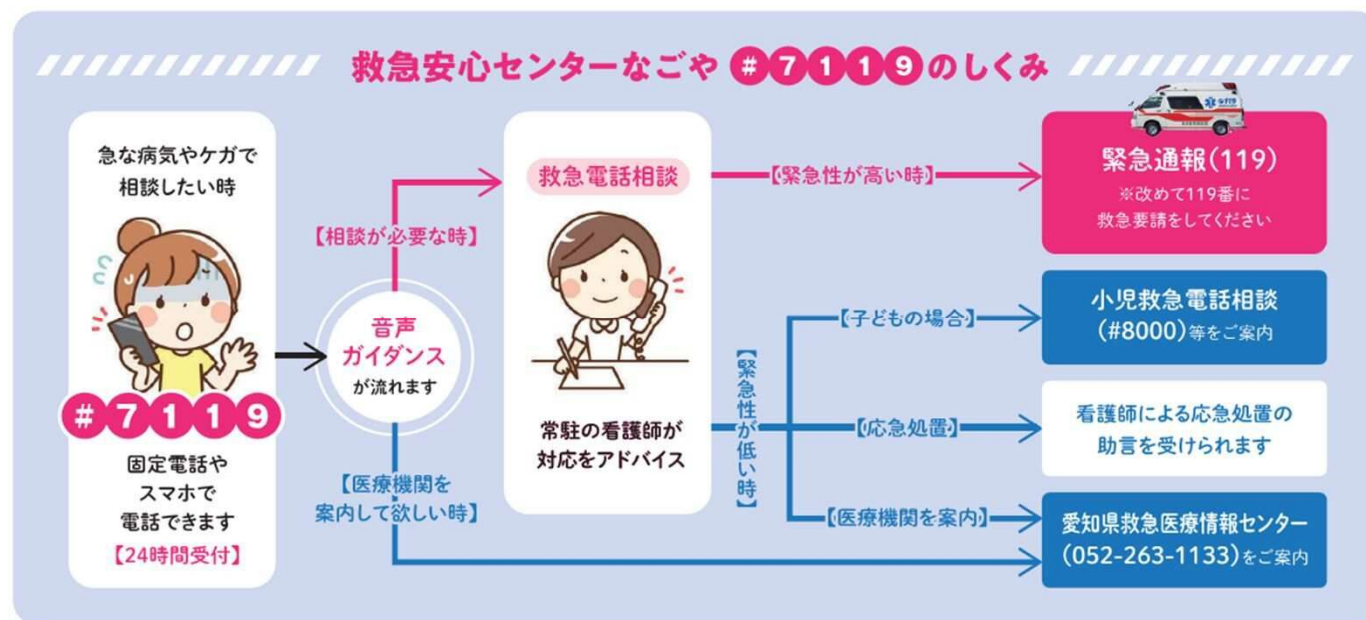 救急安心センターなごや #7119のしくみ
急な病気やケガで
相談したい時
#7119
固定電話や
スマホで
電話できます
【24時間受付】
音声
ガイダンス
が流れます
【相談が必要な時】
【医療機関を
案内して欲しい時】
救急電話相談
常駐の看護師が
対応をアドバイス
【緊急性が高い時】
緊急通報(119)
※改めて119番に
救急要請をしてください
【緊急性が低い時】
【子どもの場合】
小児救急電話相談
(#8000)等をご案内
【応急処置】
看護師による応急処置の
助言を受けられます
【医療機関を案内】
愛知県救急医療情報センター
(052-263-1133)をご案内